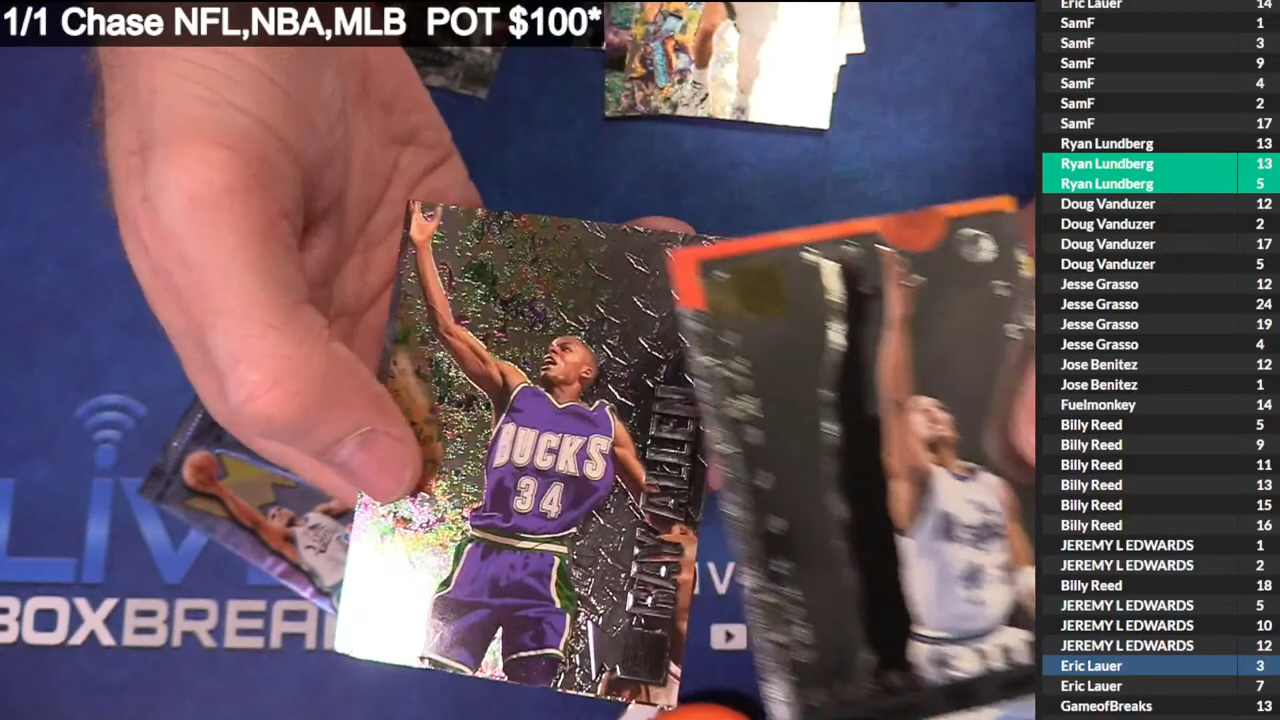 1/1 Chase NFL,NBA,MLB POT $100*
BUCKS
34
RAY ALLEN
LIV
BOXBREA
IV
Eric Lauer 14
SamF 1
SamF 3
SamF 9
SamF 4
SamF 2
SamF 17
Ryan Lundberg 13
Ryan Lundberg 13
Ryan Lundberg 5
Doug Vanduzer 12
Doug Vanduzer 2
Doug Vanduzer 17
Doug Vanduzer 5
Jesse Grasso 12
Jesse Grasso 24
Jesse Grasso 19
Jesse Grasso 4
Jose Benitez 12
Jose Benitez 1
Fuelmonkey 14
Billy Reed 5
Billy Reed 9
Billy Reed 11
Billy Reed 13
Billy Reed 15
Billy Reed 16
JEREMY L EDWARDS 1
JEREMY L EDWARDS 2
Billy Reed 18
JEREMY L EDWARDS 5
JEREMY L EDWARDS 10
JEREMY L EDWARDS 12
Eric Lauer 3
Eric Lauer 7
GameofBreaks 13